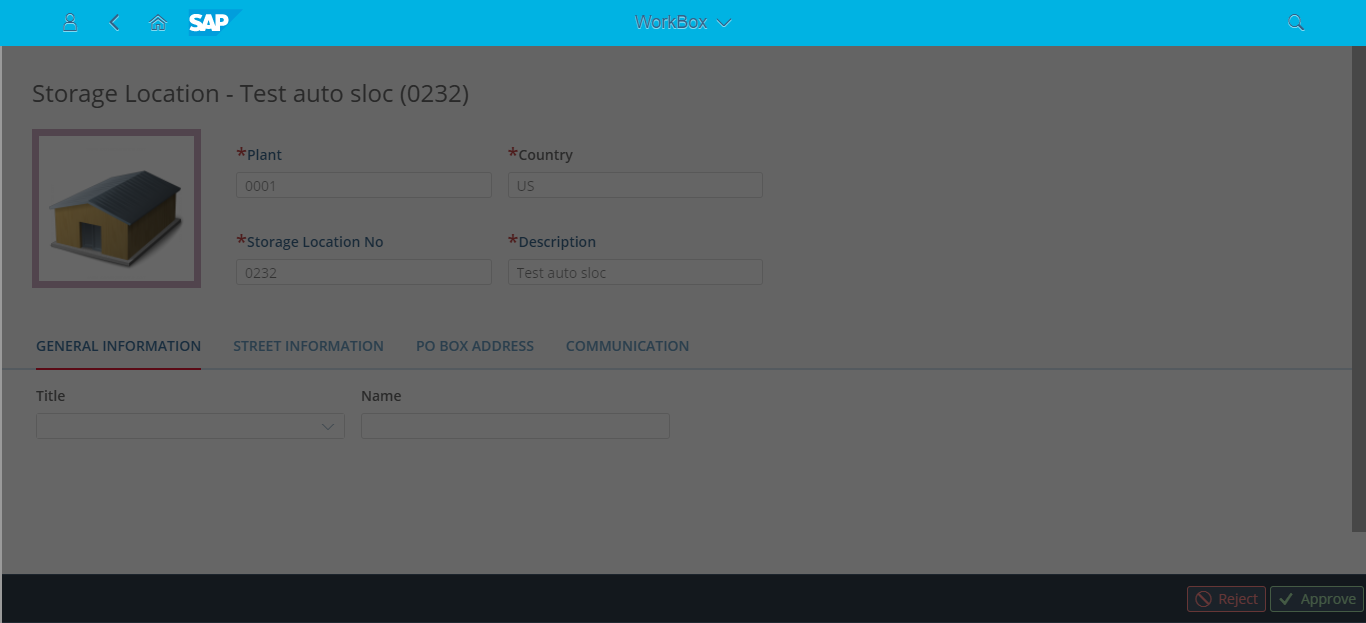 SAP WorkBox
Storage Location - Test auto sloc (0232)
*Plant *Country
0001 US
*Storage Location No *Description
0232 Test auto sloc
GENERAL INFORMATION STREET INFORMATION PO BOX ADDRESS COMMUNICATION
Title Name
Reject Approve